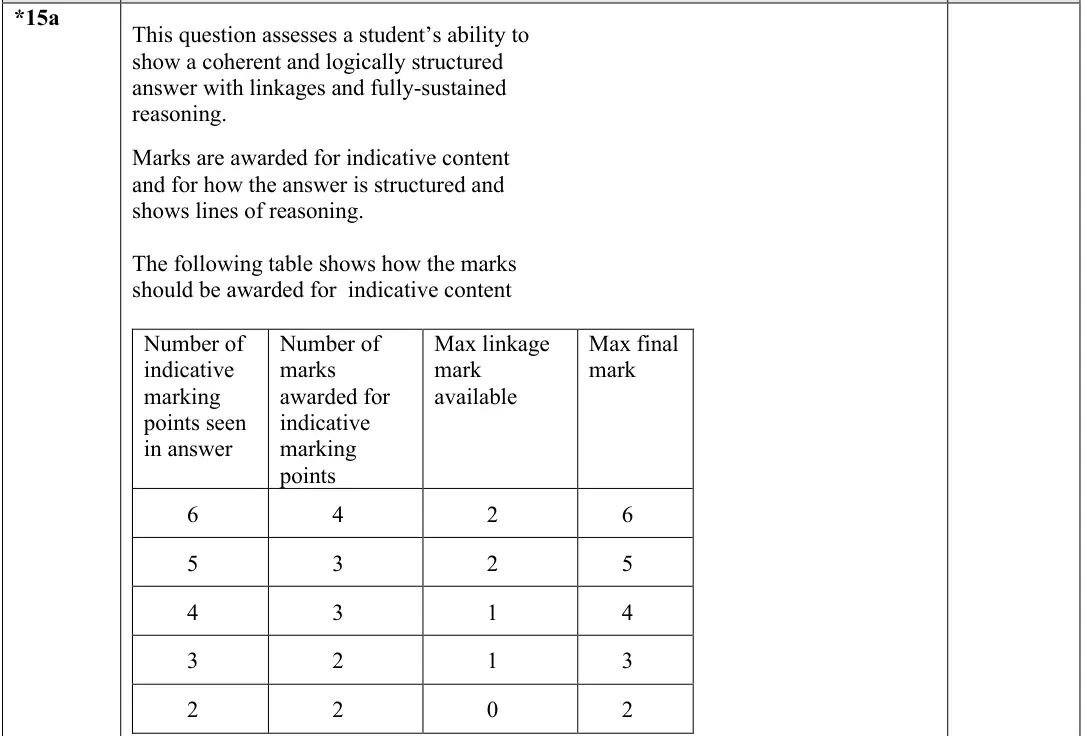 *15a
This question assesses a student’s ability to
show a coherent and logically structured
answer with linkages and fully-sustained
reasoning.
Marks are awarded for indicative content
and for how the answer is structured and
shows lines of reasoning.
The following table shows how the marks
should be awarded for indicative content
Number of indicative marking points seen in answer | Number of marks awarded for indicative marking points | Max linkage mark available | Max final mark
6 4 2 6
5 3 2 5
4 3 1 4
3 2 1 3
2 2 0 2